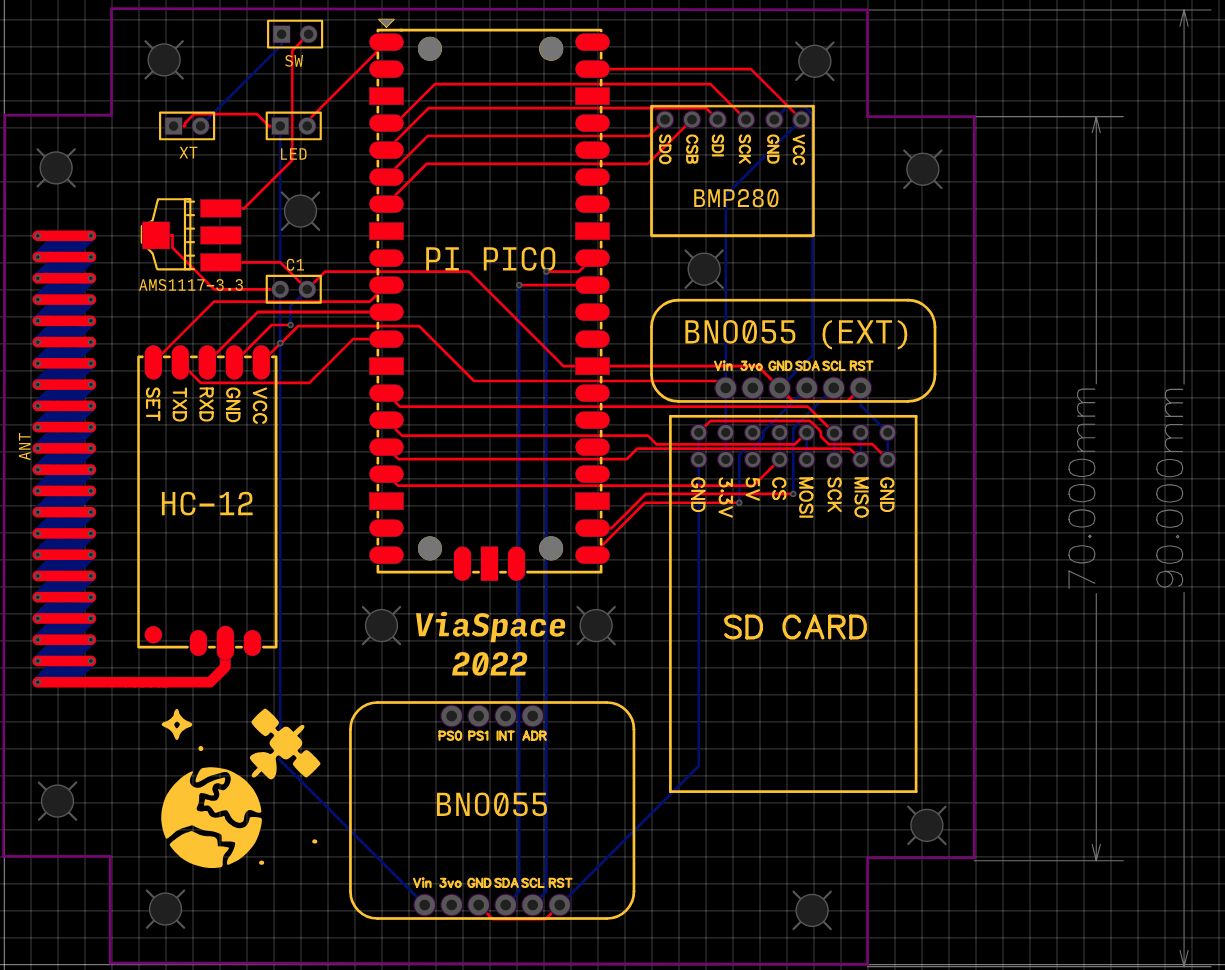 SW
XT
LED
SDO
CSB
SDI
SCK
GND
VCC
BMP280
PI PICO
C1
AMS1117-3.3
BNO055 (EXT)
Vin 3vo GND SDA SCL RST
SET
TXD
RXD
GND
VCC
ANT
HC-12
GND
3.3V
5V
CS
MOSI
SCK
MISO
GND
70.000mm
90.000mm
SD CARD
ViaSpace
2022
PS0 PS1 INT ADR
BNO055
Vin 3vo GND SDA SCL RST